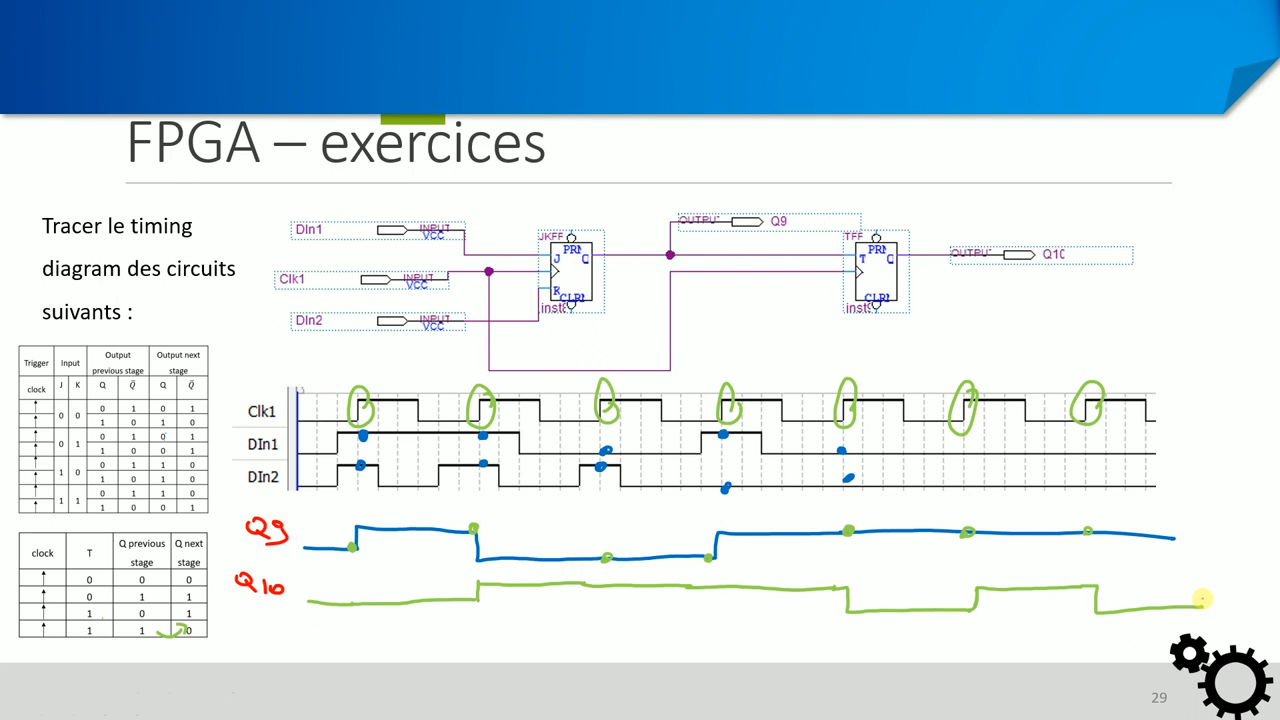 FPGA – exercices
Tracer le timing
diagram des circuits
suivants :
DIn1
INPUT
VCC
Clk1
INPUT
VCC
DIn2
INPUT
VCC
JKFF
PRN
J
Q
K
CLRN
OUTPUT
Q9
TFF
PRN
T
Q
CLRN
OUTPUT
Q10
Trigger Input Output previous stage Output next stage
clock J K Q Q̄ Q Q̄
↑ 0 0 0 1 0 1
↑ 1 0 1 0
↑ 0 1 0 1 0 1
↑ 1 0 0 1
↑ 1 0 0 1 1 0
↑ 1 0 1 0
↑ 1 1 0 1 1 0
↑ 1 0 0 1
clock T Q previous stage Q next stage
↑ 0 0 0
↑ 0 1 1
↑ 1 0 1
↑ 1 1 0
Clk1
DIn1
DIn2
Q9
Q10
29